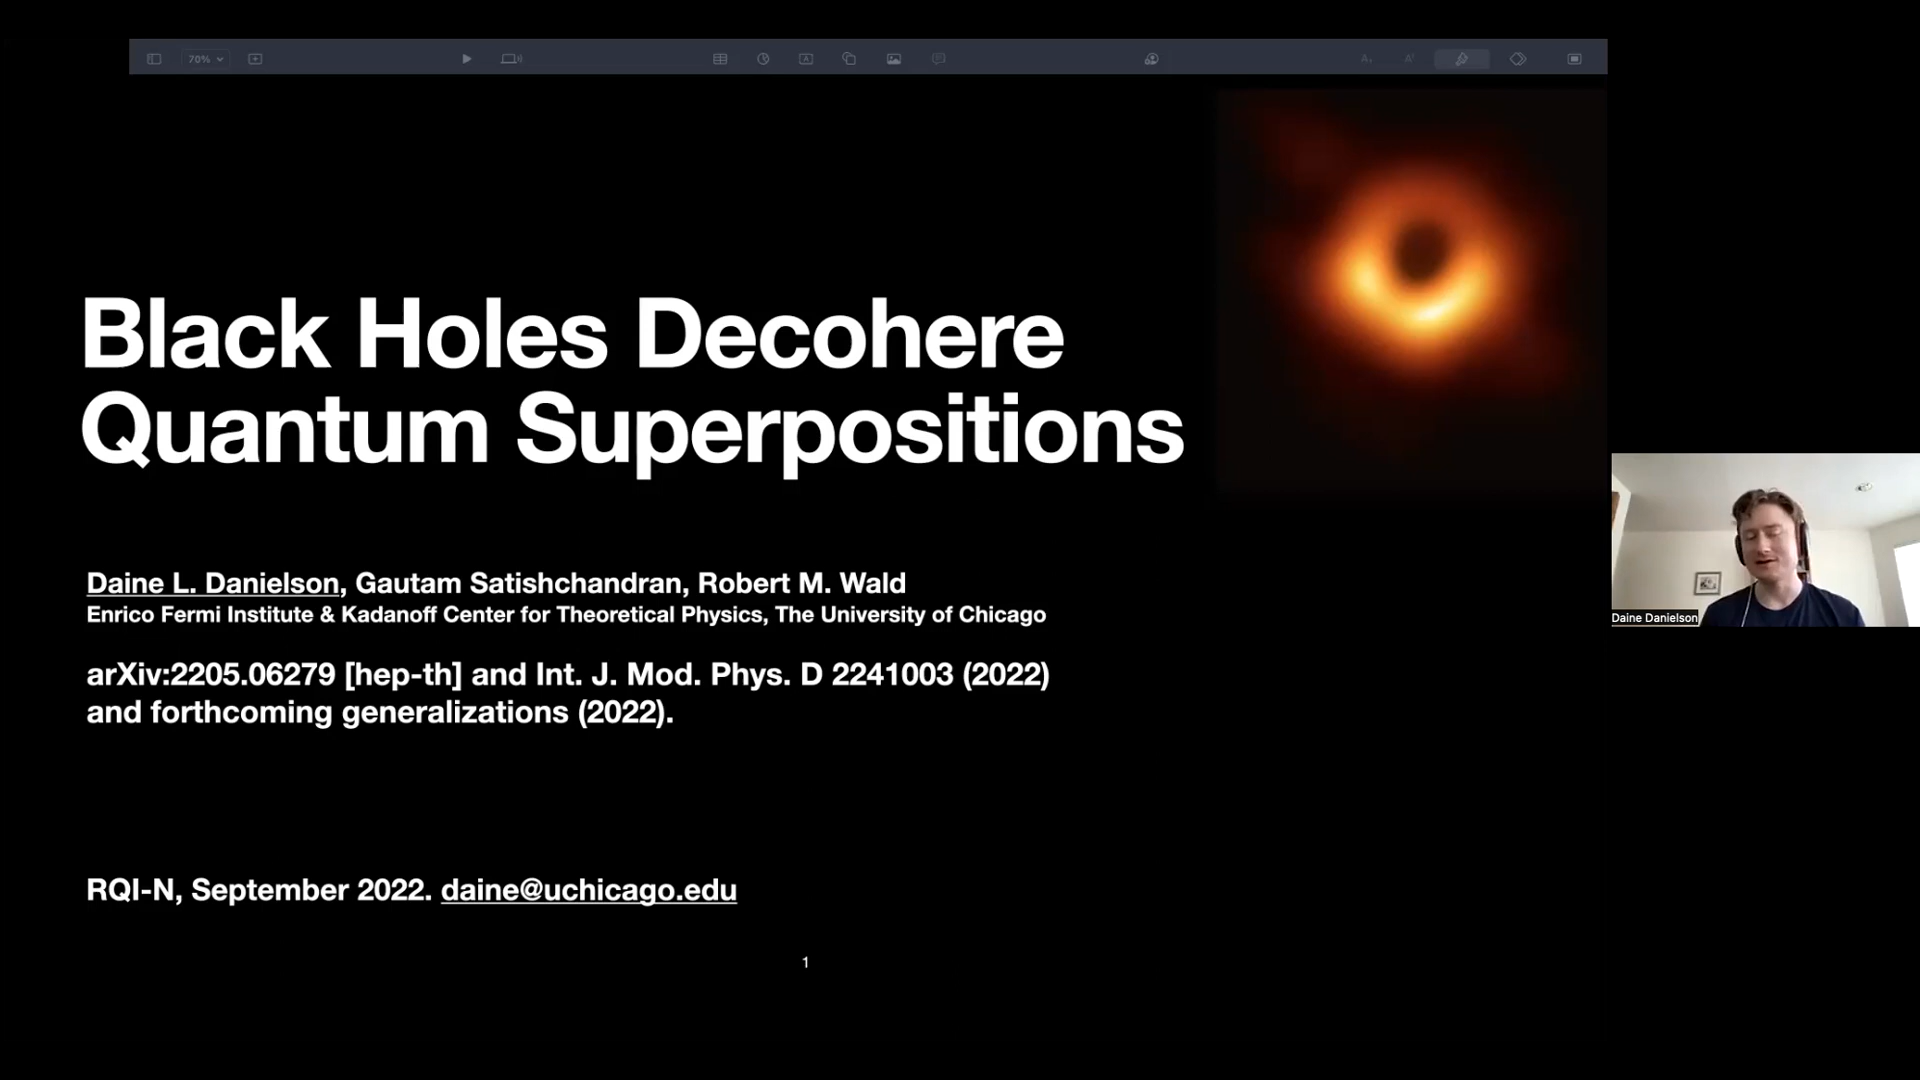 70%
Black Holes Decohere
Quantum Superpositions
Daine L. Danielson, Gautam Satishchandran, Robert M. Wald
Enrico Fermi Institute & Kadanoff Center for Theoretical Physics, The University of Chicago
arXiv:2205.06279 [hep-th] and Int. J. Mod. Phys. D 2241003 (2022)
and forthcoming generalizations (2022).
Daine Danielson
RQI-N, September 2022. daine@uchicago.edu
1